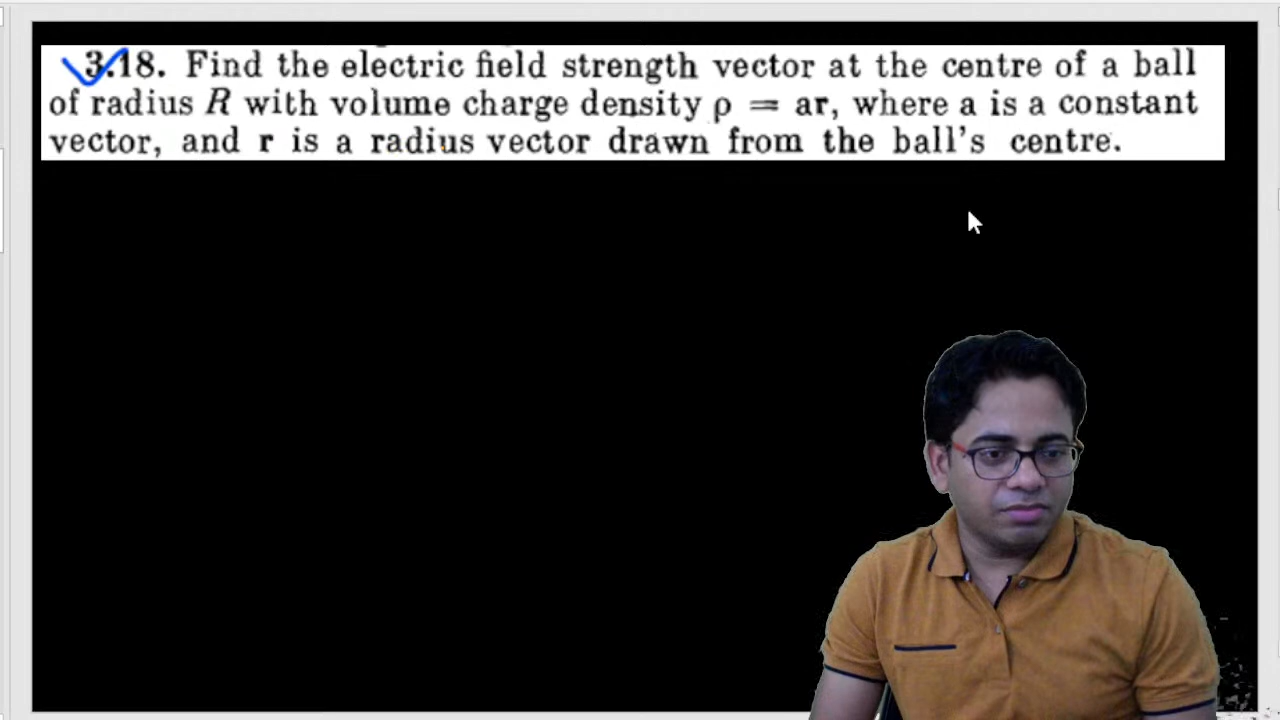 3.18. Find the electric field strength vector at the centre of a ball
of radius R with volume charge density ρ = ar, where a is a constant
vector, and r is a radius vector drawn from the ball's centre.